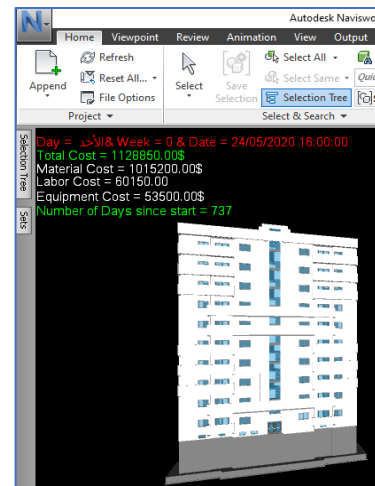 Autodesk Navisw
N
Home Viewpoint Review Animation View Output
Append
Refresh
Reset All...
File Options
Project
Select
Save Selection
Select All
Select Same
Selection Tree
Quic
Select & Search
Selection Tree
Sets
Day = الأحد& Week = 0 & Date = 24/05/2020 16:00:00
Total Cost = 1128850.00$
Material Cost = 1015200.00$
Labor Cost = 60150.00
Equipment Cost = 53500.00$
Number of Days since start = 737